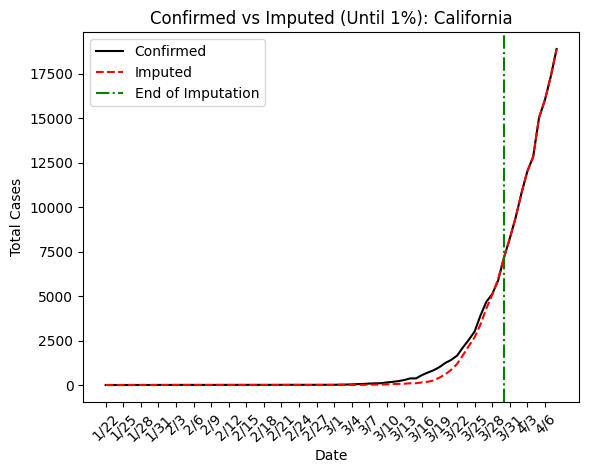 Confirmed vs Imputed (Until 1%): California
Confirmed
Imputed
End of Imputation
Total Cases
17500
15000
12500
10000
7500
5000
2500
0
1/22 1/25 1/28 1/31 2/3 2/6 2/9 2/12 2/15 2/18 2/21 2/24 2/27 3/1 3/4 3/7 3/10 3/13 3/16 3/19 3/22 3/25 3/28 3/31 4/3 4/6
Date